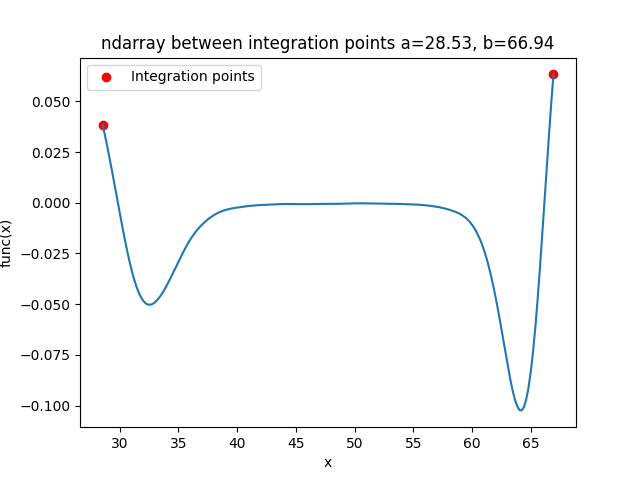 ndarray between integration points a=28.53, b=66.94
Integration points
0.050
0.025
0.000
−0.025
−0.050
−0.075
−0.100
func(x)
30 35 40 45 50 55 60 65
x